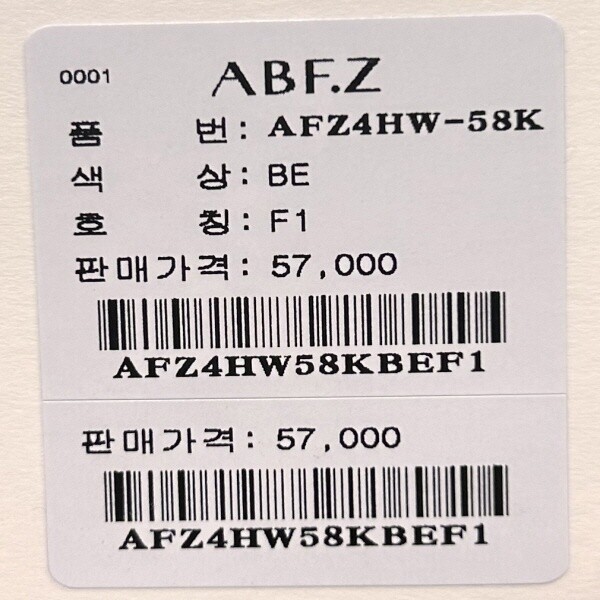 0001 ABF.Z
품 번: AFZ4HW-58K
색 상: BE
호 칭: F1
판매가격: 57,000
AFZ4HW58KBEF1
판매가격: 57,000
AFZ4HW58KBEF1